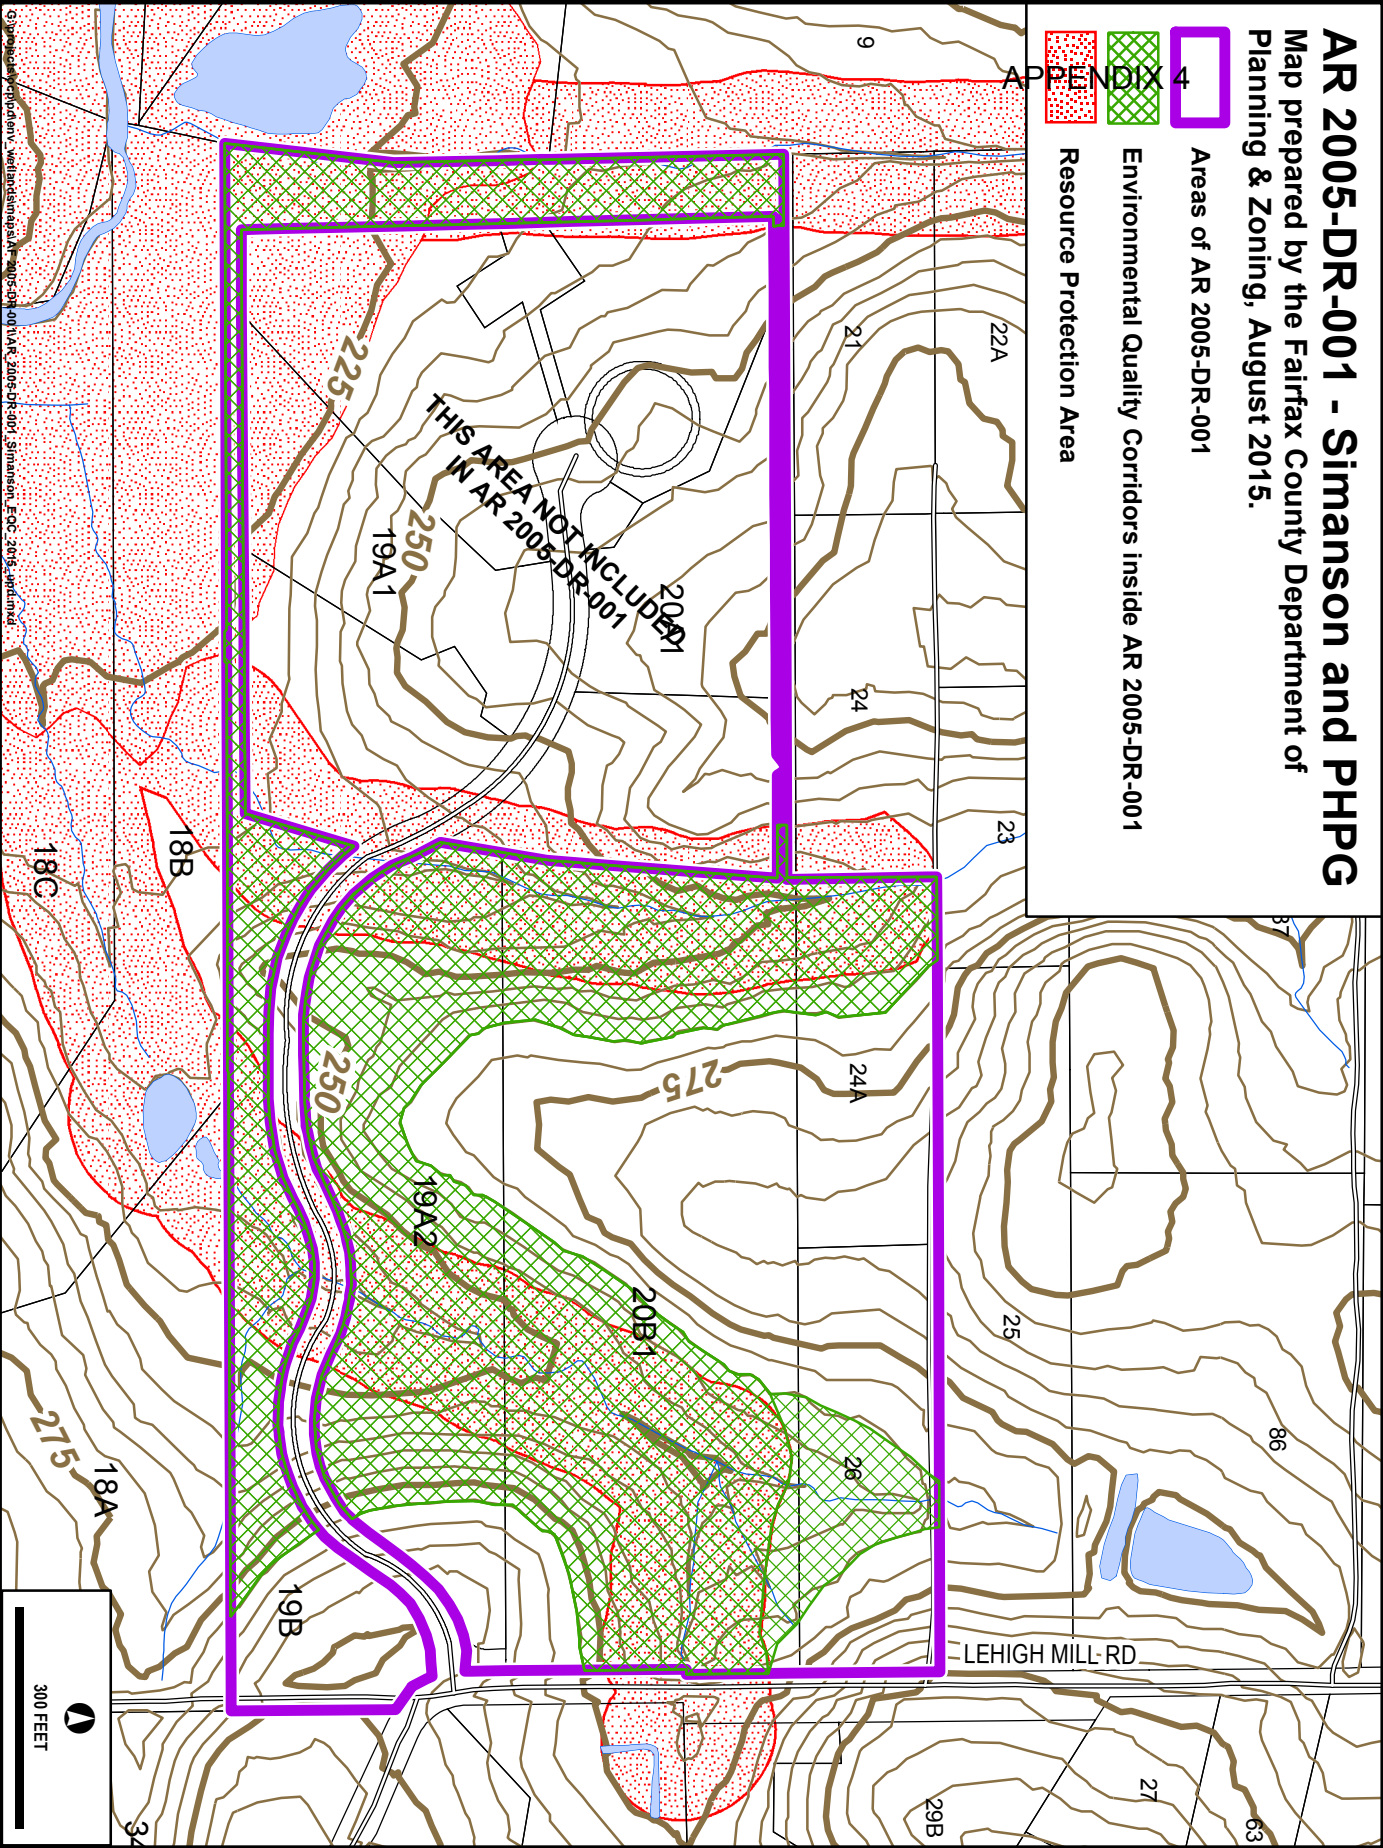 AR 2005-DR-001 - Simanson and PHPG
Map prepared by the Fairfax County Department of
Planning & Zoning, August 2015.
APPENDIX 4
Areas of AR 2005-DR-001
Environmental Quality Corridors inside AR 2005-DR-001
Resource Protection Area
9
22A
21
24
23
37
225
THIS AREA NOT INCLUDED
IN AR 2005-DR-001
250
19A1
18B
18C
24A
275
250
19A2
20B1
25
86
26
275
18A
19B
LEHIGH MILL RD
27
63
29B
34
300 FEET